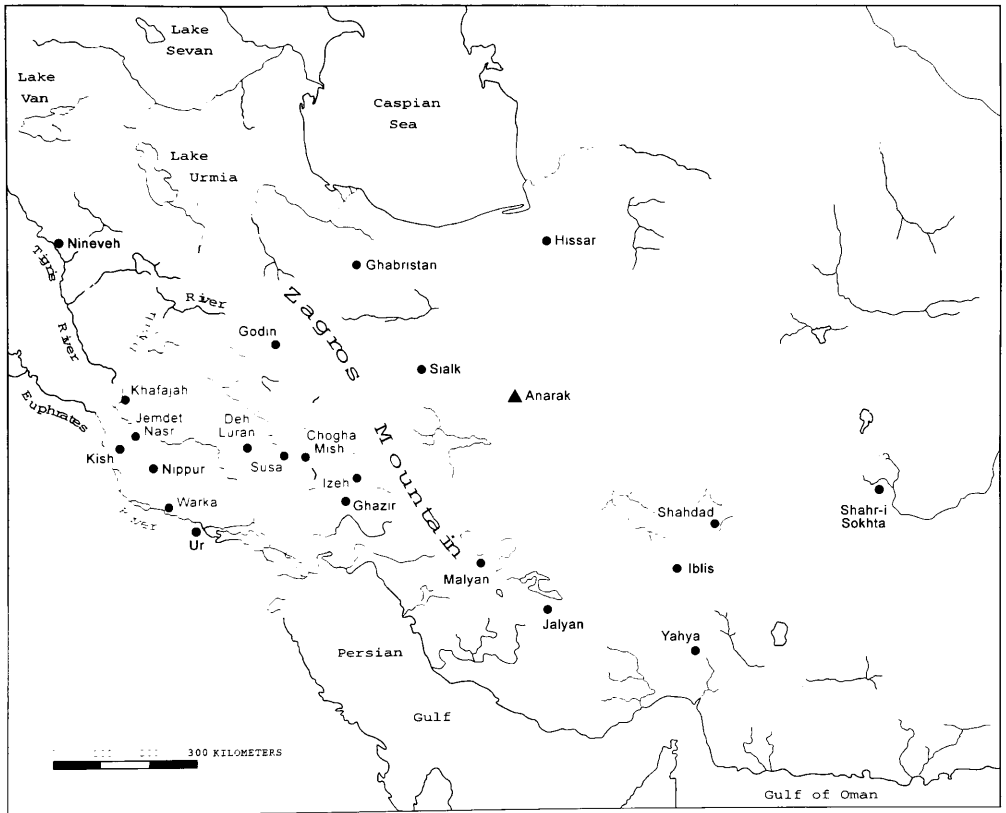 Lake
Sevan
Lake
Van
Caspian
Sea
Lake
Urmia
Nineveh
Hissar
Ghabristan
Tigris
River
River
Zagros
Mountain
Godin
Sialk
Anarak
Khafajah
Euphrates
Jemdet
Nasr
Deh
Luran
Chogha
Mish
Kish
Nippur
Susa
Izeh
Ghazir
Warka
River
Ur
Shahdad
Shahr-i
Sokhta
Malyan
Iblis
Jalyan
Yahya
Persian
Gulf
300 KILOMETERS
Gulf of Oman